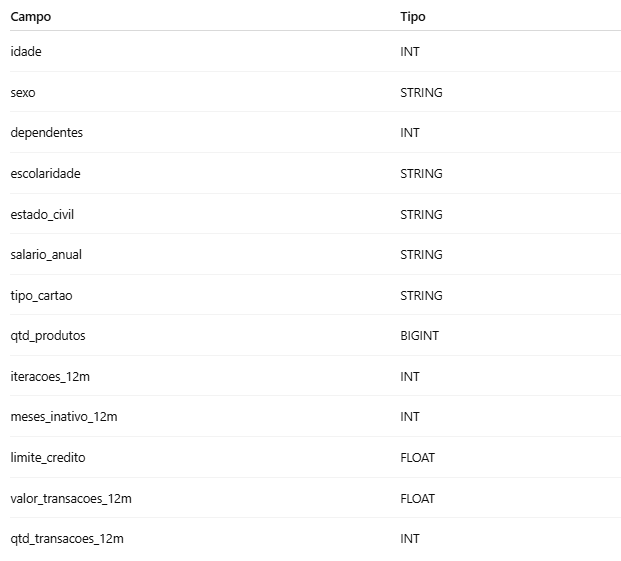 Campo Tipo
idade INT
sexo STRING
dependentes INT
escolaridade STRING
estado_civil STRING
salario_anual STRING
tipo_cartao STRING
qtd_produtos BIGINT
iteracoes_12m INT
meses_inativo_12m INT
limite_credito FLOAT
valor_transacoes_12m FLOAT
qtd_transacoes_12m INT